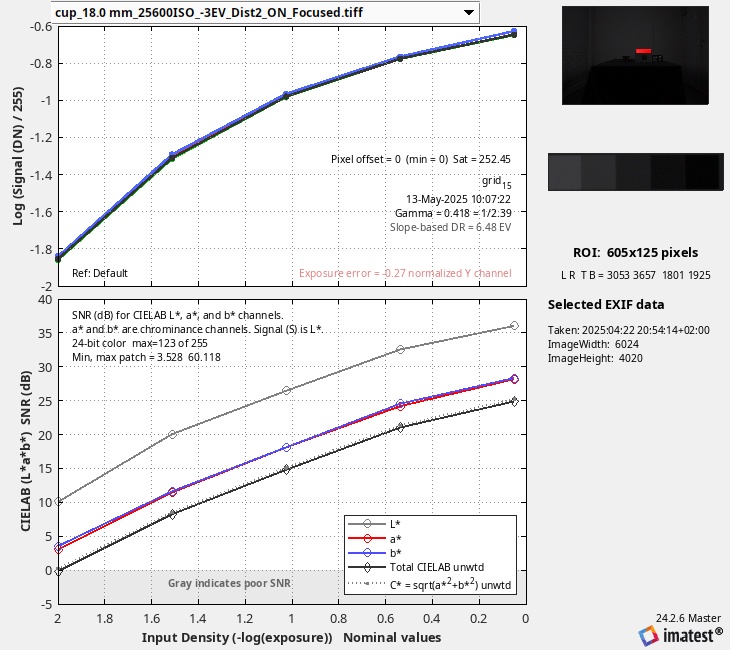 cup_18.0 mm_25600ISO_-3EV_Dist2_ON_Focused.tiff
-0.6
-0.8
-1
-1.2
-1.4
-1.6
-1.8
-2
Log (Signal (DN) / 255)
Pixel offset = 0 (min = 0) Sat = 252.45
grid15
13-May-2025 10:07:22
Gamma = 0.418 = 1/2.39
Slope-based DR = 6.48 EV
Ref: Default
Exposure error = -0.27 normalized Y channel
40
35
30
25
20
15
10
5
0
-5
CIELAB (L*a*b*) SNR (dB)
SNR (dB) for CIELAB L*, a*, and b* channels.
a* and b* are chrominance channels. Signal (S) is L*.
24-bit color max=123 of 255
Min, max patch = 3.528 60.118
L*
a*
b*
Total CIELAB unwtd
C* = sqrt(a*2+b*2) unwtd
Gray indicates poor SNR
2 1.8 1.6 1.4 1.2 1 0.8 0.6 0.4 0.2 0
Input Density (-log(exposure)) Nominal values
ROI: 605x125 pixels
L R T B = 3053 3657 1801 1925
Selected EXIF data
Taken: 2025:04:22 20:54:14+02:00
ImageWidth: 6024
ImageHeight: 4020
24.2.6 Master
imatest®